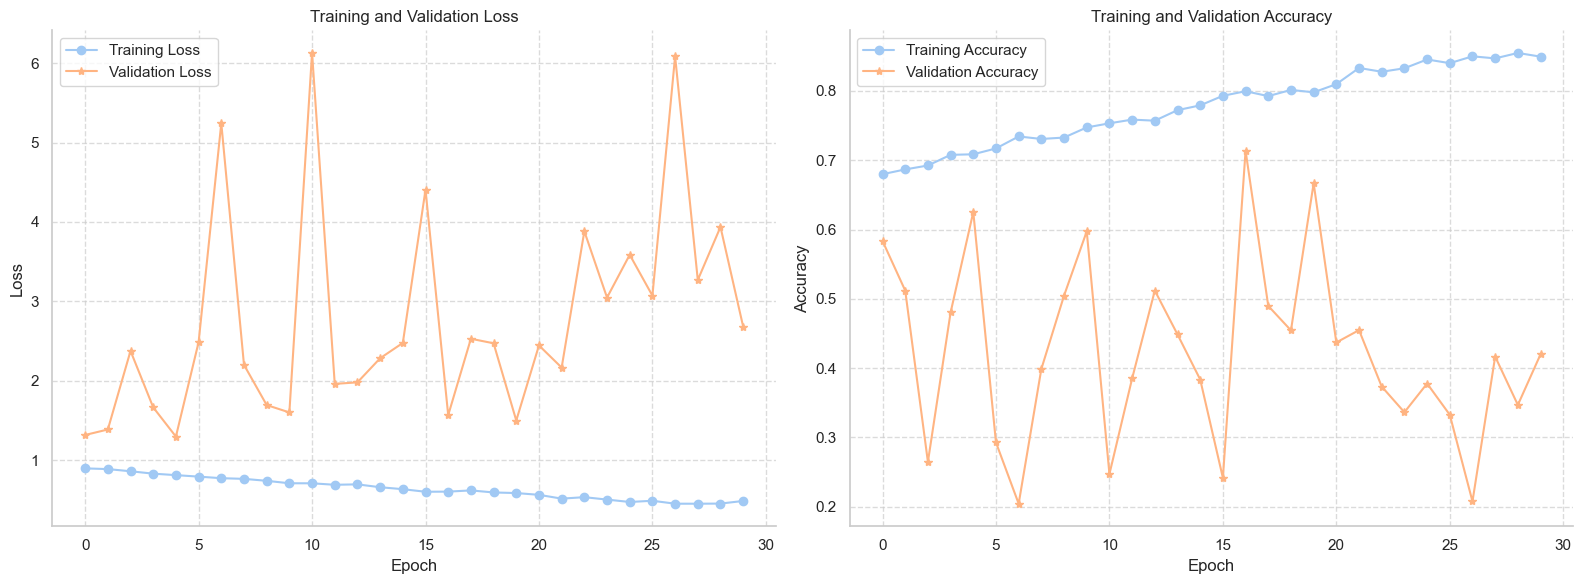 Training and Validation Loss
Training Loss
Validation Loss
6
5
4
3
2
1
Loss
0 5 10 15 20 25 30
Epoch
Training and Validation Accuracy
Training Accuracy
Validation Accuracy
0.8
0.7
0.6
0.5
0.4
0.3
0.2
Accuracy
0 5 10 15 20 25 30
Epoch